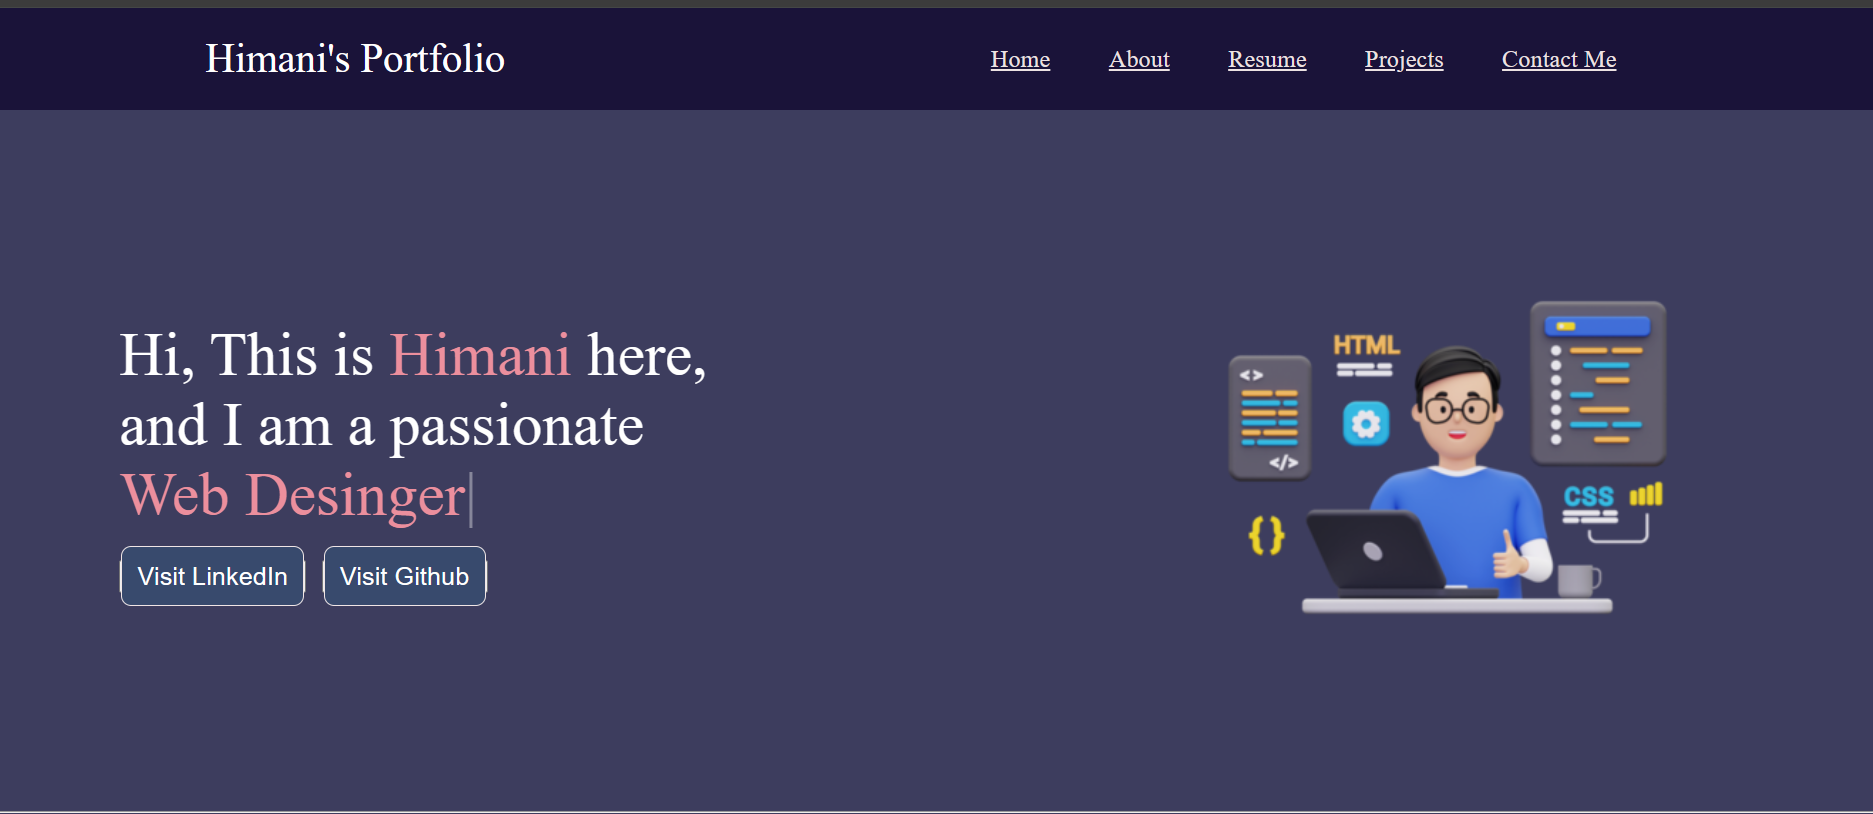 Himani's Portfolio
Home About Resume Projects Contact Me
Hi, This is Himani here,
and I am a passionate
Web Desinger|
Visit LinkedIn Visit Github
HTML
< >
</>
CSS
{ }